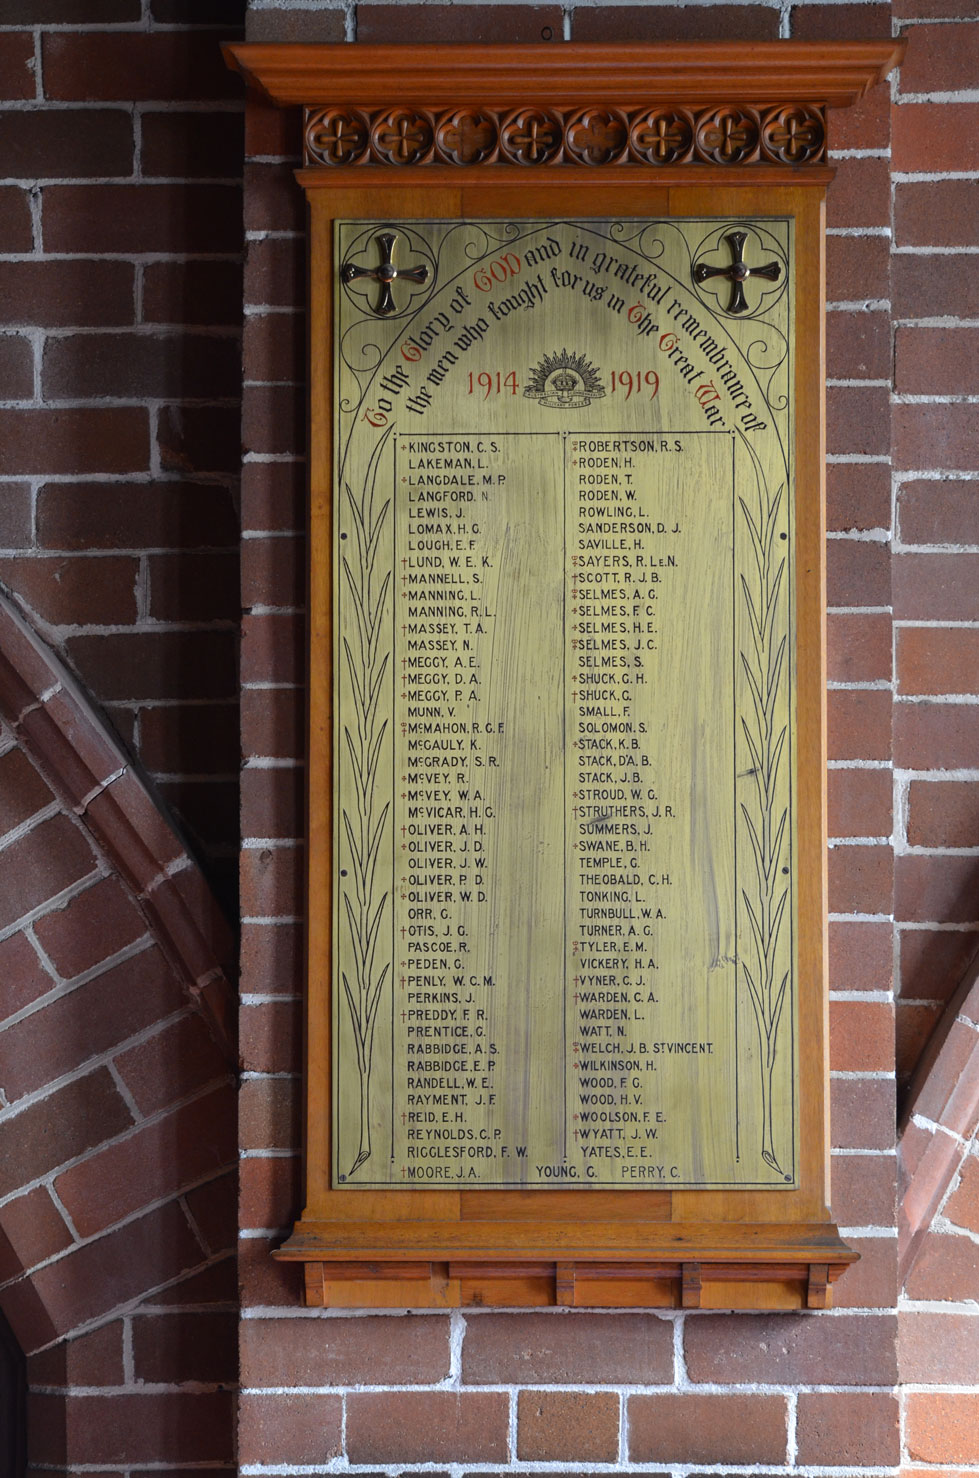 To the Glory of GOD and in grateful remembrance of
the men who fought for us in The Great War
1914 1919
+KINGSTON, C. S.
LAKEMAN, L.
+LANGDALE, M. P.
LANGFORD, N.
LEWIS, J.
LOMAX, H. G.
LOUGH, E. F.
†LUND, W. E. K.
†MANNELL, S.
+MANNING, L.
MANNING, R. L.
†MASSEY, T. A.
MASSEY, N.
†MEGGY, A. E.
†MEGGY, D. A.
+MEGGY, P. A.
MUNN, V.
McMAHON, R. G. F.
McGAULY, K.
McGRADY, S. R.
+McVEY, R.
+McVEY, W. A.
McVICAR, H. G.
†OLIVER, A. H.
+OLIVER, J. D.
OLIVER, J. W.
+OLIVER, P. D.
+OLIVER, W. D.
ORR, G.
†OTIS, J. G.
PASCOE, R.
+PEDEN, G.
†PENLY, W. C. M.
PERKINS, J.
†PREDDY, F. R.
PRENTICE, G.
RABBIDGE, A. S.
RABBIDGE, E. P.
RANDELL, W. E.
RAYMENT, J. F.
†REID, E. H.
REYNOLDS, C. P.
RIGGLESFORD, F. W.
ROBERTSON, R. S.
+RODEN, H.
RODEN, T.
RODEN, W.
ROWLING, L.
SANDERSON, D. J.
SAVILLE, H.
SAYERS, R. LE. N.
†SCOTT, R. J. B.
SELMES, A. G.
+SELMES, F. C.
+SELMES, H. E.
SELMES, J. C.
SELMES, S.
+SHUCK, G. H.
†SHUCK, G.
SMALL, F.
SOLOMON, S.
+STACK, K. B.
STACK, D'A. B.
STACK, J. B.
+STROUD, W. G.
†STRUTHERS, J. R.
SUMMERS, J.
+SWANE, B. H.
TEMPLE, G.
THEOBALD, C. H.
TONKING, L.
TURNBULL, W. A.
TURNER, A. G.
TYLER, E. M.
VICKERY, H. A.
†VYNER, C. J.
†WARDEN, C. A.
WARDEN, L.
WATT, N.
WELCH, J. B. ST VINCENT.
+WILKINSON, H.
WOOD, F. G.
WOOD, H. V.
+WOOLSON, F. E.
†WYATT, J. W.
YATES, E. E.
†MOORE, J. A. YOUNG, G. PERRY, C.